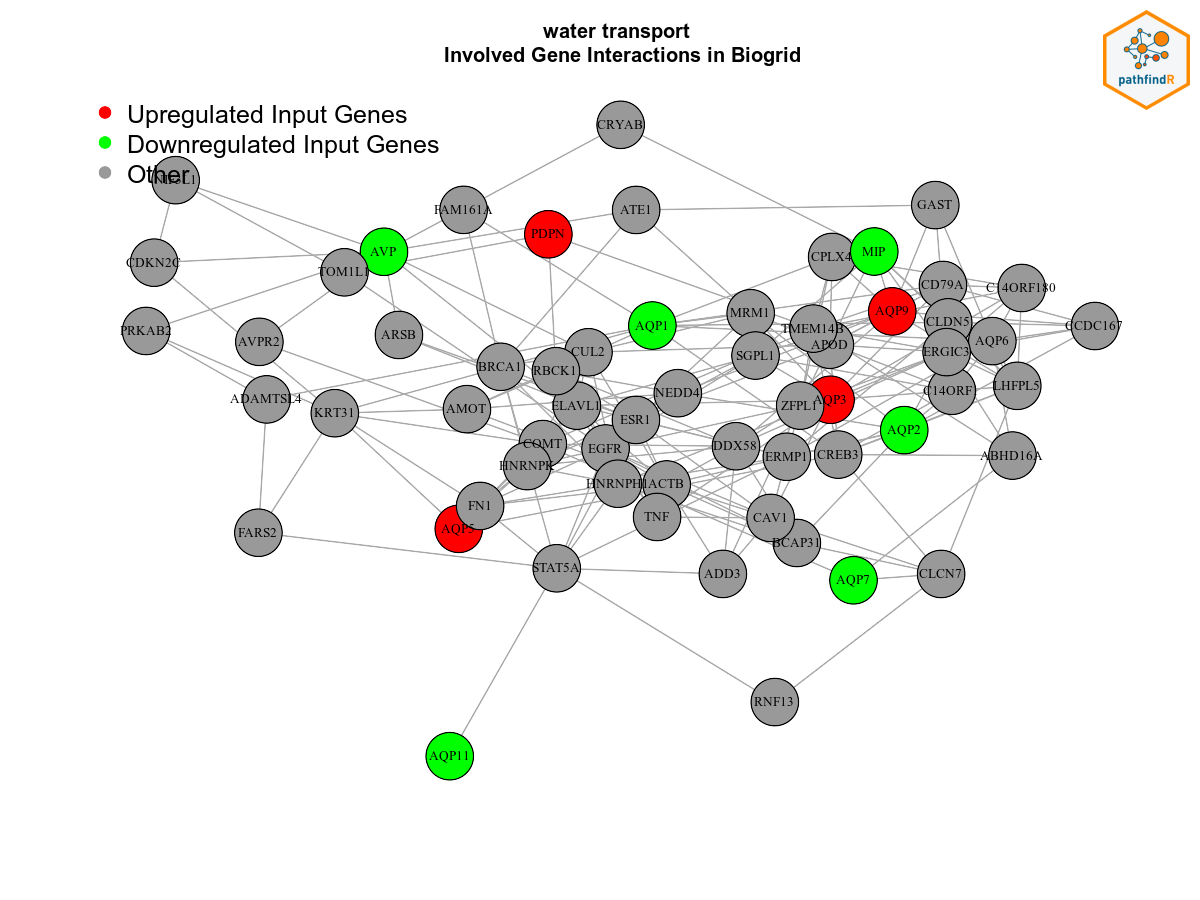 water transport
Involved Gene Interactions in Biogrid
pathfindR
Upregulated Input Genes
Downregulated Input Genes
Other
CRYAB
FAM161A
ATE1
GAST
PDPN
AVP
MIP
CPLX4
CDKN2C
TOM1L1
CD79A
C14ORF180
PRKAB2
AVPR2
ARSB
AQP1
MRM1
TMEM14B
AQP9
CLDN5
CCDC167
CUL2
SGPL1
APOD
ERGIC3
AQP6
BRCA1
RBCK1
NEDD4
C14ORF
LHFPL5
ADAMTSL4
KRT31
AMOT
ELAVL1
ESR1
ZFPL1
AQP3
AQP2
COMT
EGFR
DDX58
ERMP1
CREB3
ABHD16A
HNRNPK
HNRNPH1
ACTB
FN1
TNF
CAV1
AQP5
FARS2
BCAP31
STAT5A
ADD3
AQP7
CLCN7
RNF13
AQP11